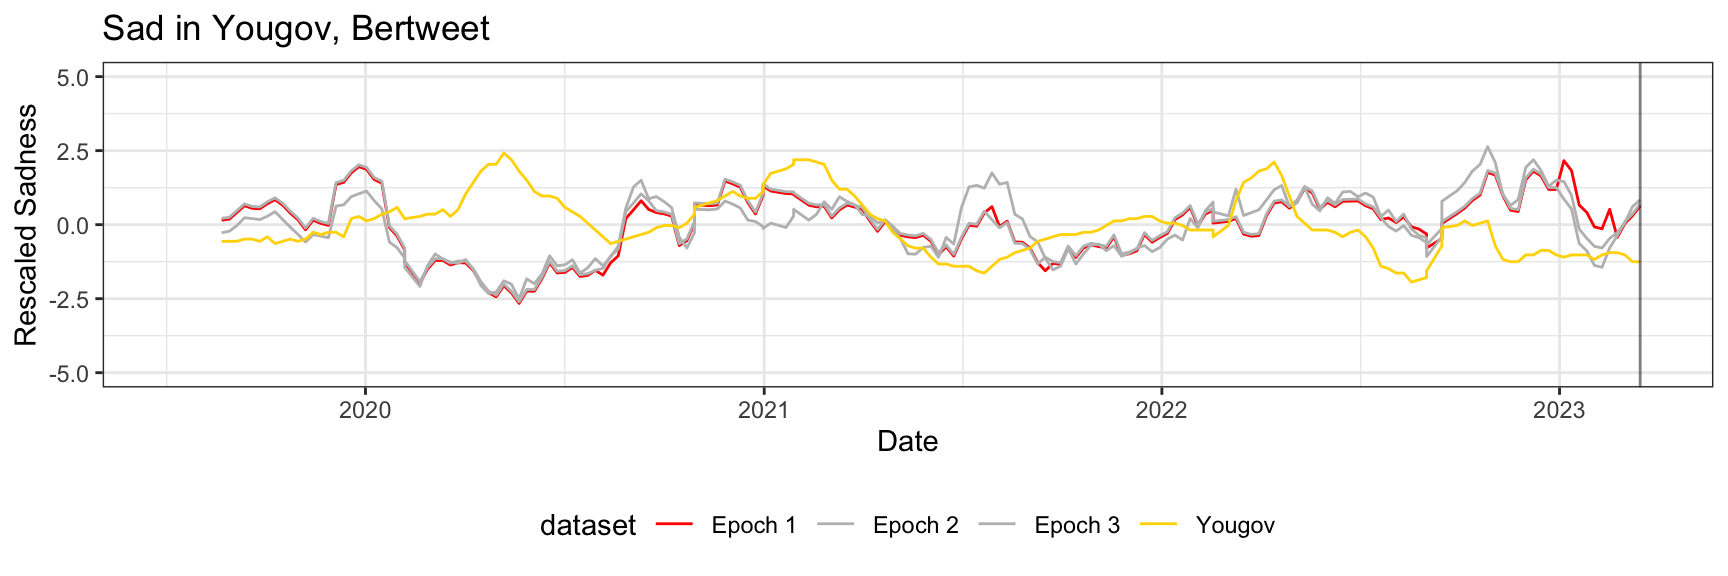 Sad in Yougov, Bertweet
Rescaled Sadness
5.0
2.5
0.0
-2.5
-5.0
2020 2021 2022 2023
Date
dataset Epoch 1 Epoch 2 Epoch 3 Yougov